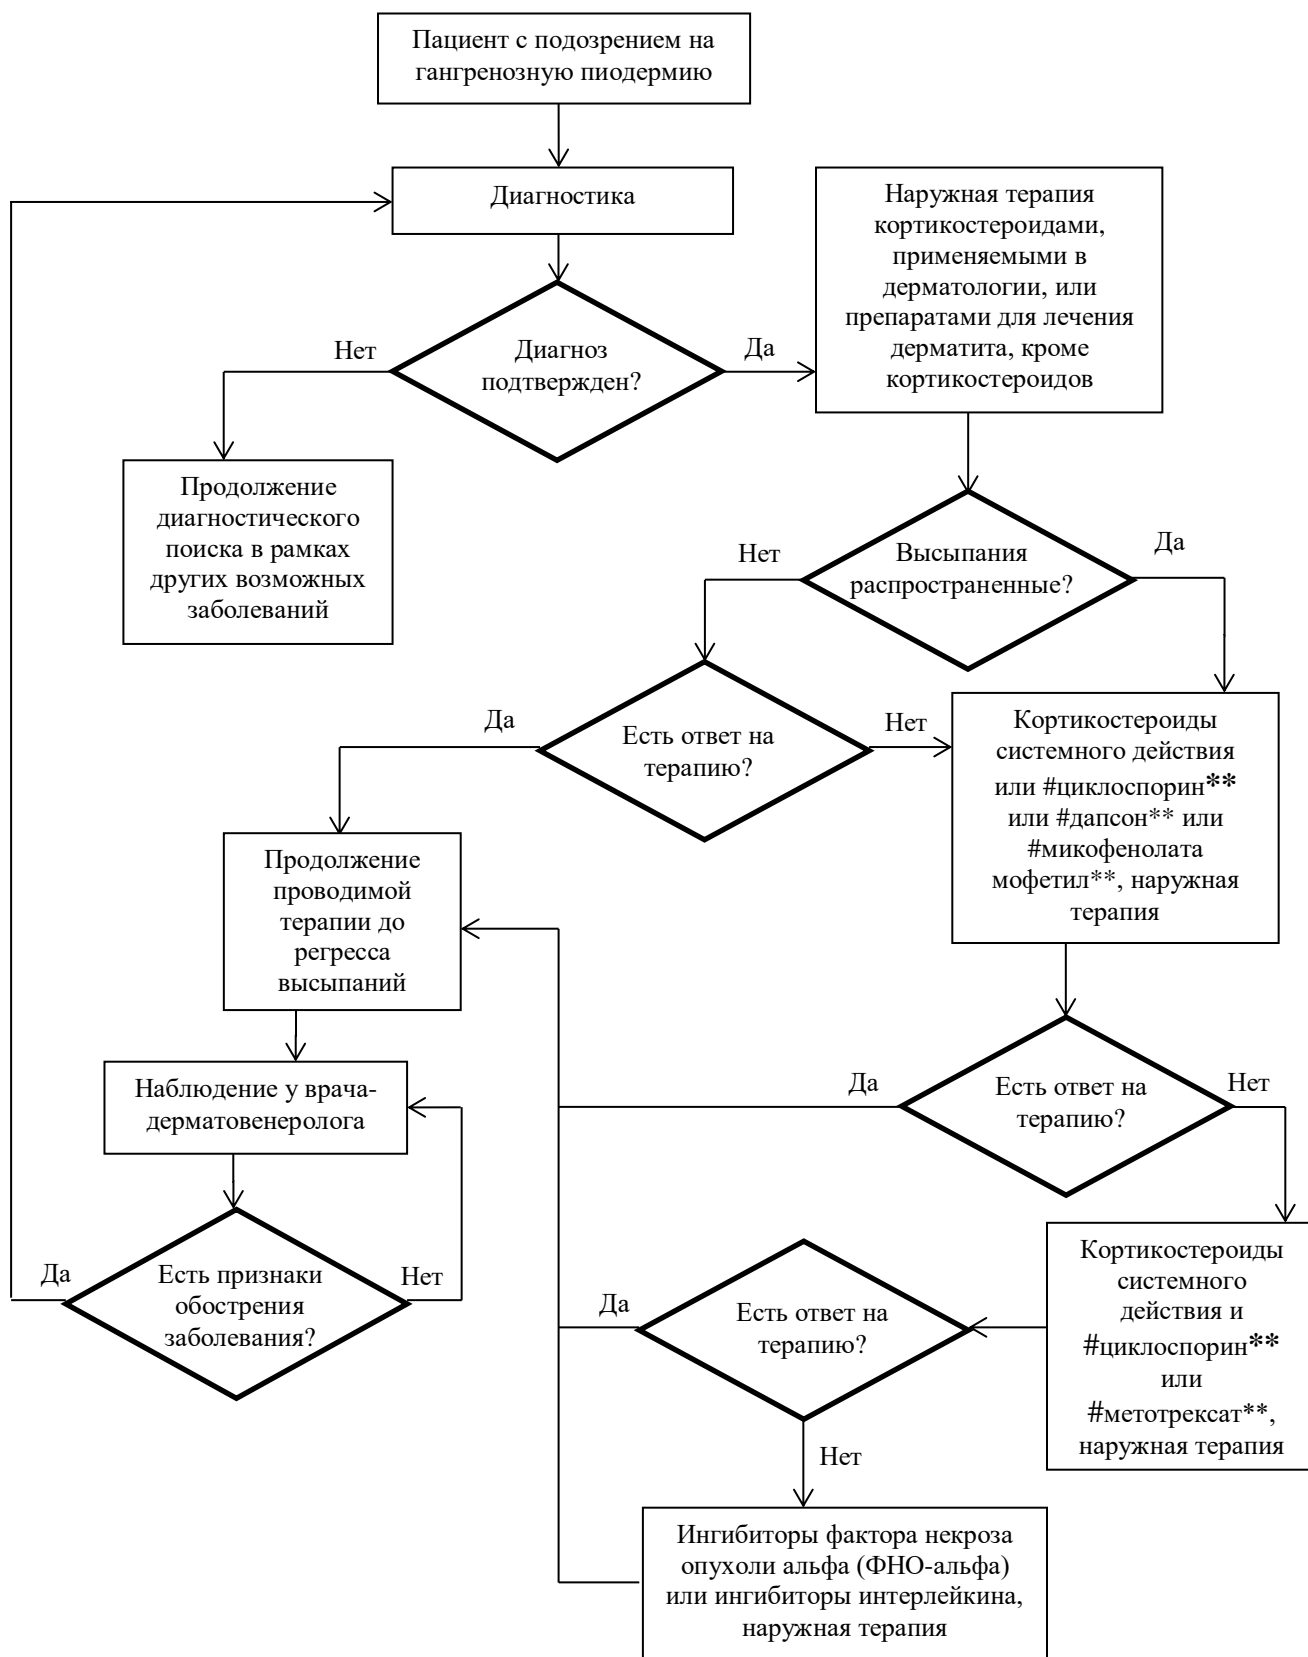 Пациент с подозрением на
гангренозную пиодермию
Диагностика
Наружная терапия
кортикостероидами,
применяемыми в
дерматологии, или
препаратами для лечения
дерматита, кроме
кортикостероидов
Нет
Диагноз
подтвержден?
Да
Продолжение
диагностического
поиска в рамках
других возможных
заболеваний
Нет
Высыпания
распространенные?
Да
Да
Есть ответ на
терапию?
Нет
Кортикостероиды
системного действия
или #циклоспорин**
или #дапсон** или
#микофенолата
мофетил**, наружная
терапия
Продолжение
проводимой
терапии до
регресса
высыпаний
Наблюдение у врача-
дерматовенеролога
Да
Есть ответ на
терапию?
Нет
Да
Есть признаки
обострения
заболевания?
Нет
Да
Есть ответ на
терапию?
Кортикостероиды
системного
действия и
#циклоспорин**
или
#метотрексат**,
наружная терапия
Нет
Ингибиторы фактора некроза
опухоли альфа (ФНО-альфа)
или ингибиторы интерлейкина,
наружная терапия